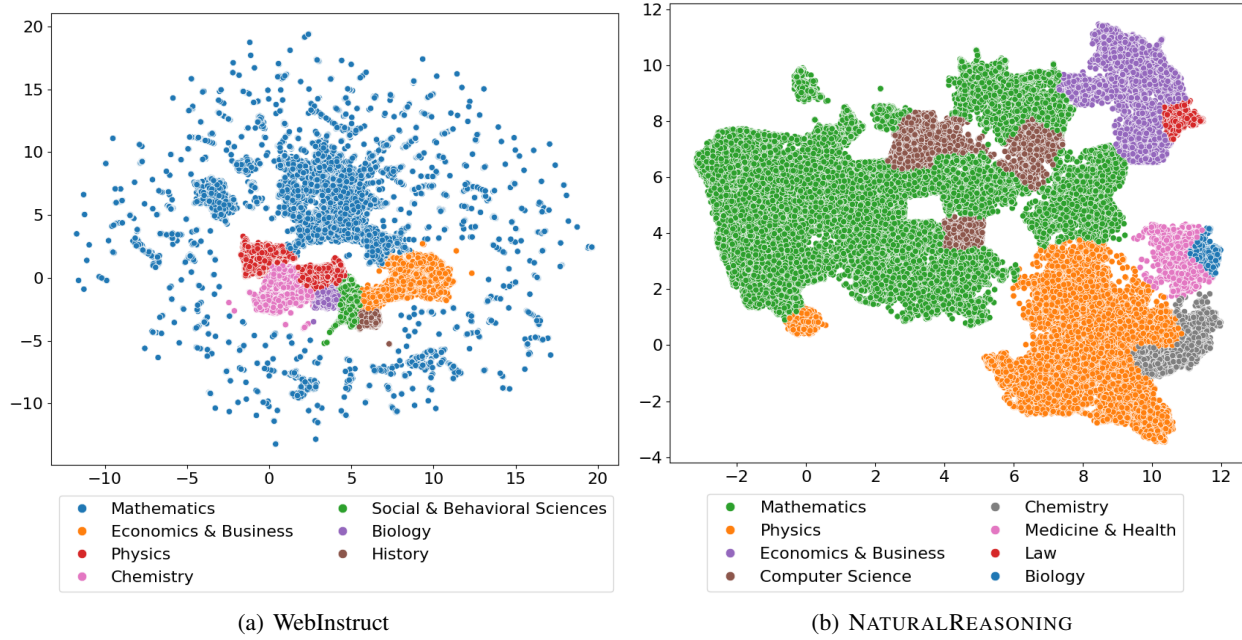 20
15
10
5
0
−5
−10
−10 −5 0 5 10 15 20
Mathematics
Economics & Business
Physics
Chemistry
Social & Behavioral Sciences
Biology
History
(a) WebInstruct
12
10
8
6
4
2
0
−2
−4
−2 0 2 4 6 8 10 12
Mathematics
Physics
Economics & Business
Computer Science
Chemistry
Medicine & Health
Law
Biology
(b) NATURALREASONING